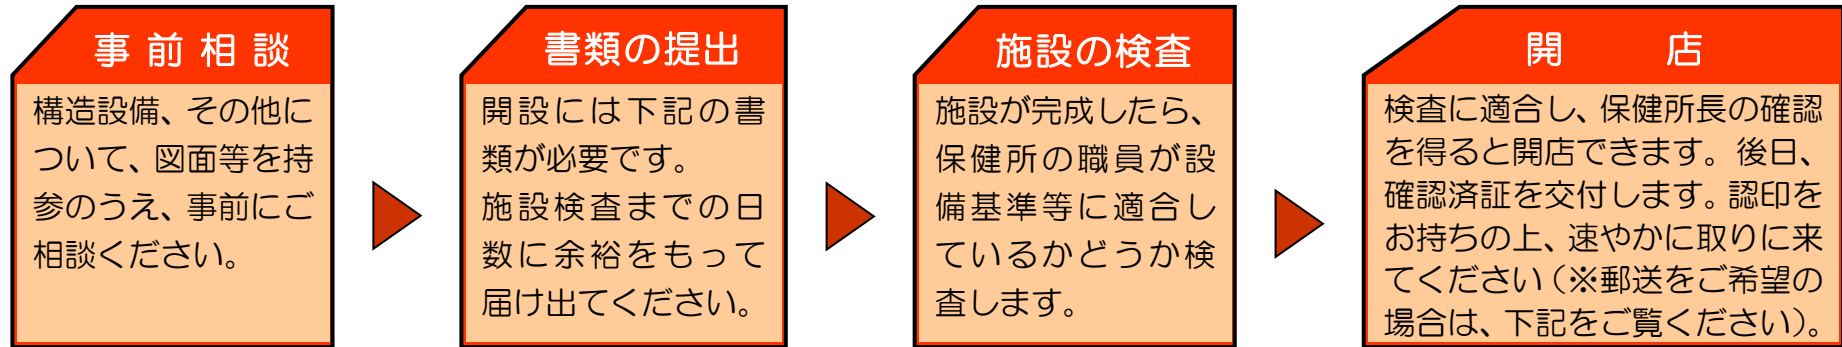 事前相談
構造設備、その他に
ついて、図面等を持
参のうえ、事前にご
相談ください。
書類の提出
開設には下記の書
類が必要です。
施設検査までの日
数に余裕をもって
届け出てください。
施設の検査
施設が完成したら、
保健所の職員が設
備基準等に適合し
ているかどうか検
査します。
開店
検査に適合し、保健所長の確認
を得ると開店できます。後日、
確認済証を交付します。認印を
お持ちの上、速やかに取りに来
てください(※郵送をご希望の
場合は、下記をご覧ください)。